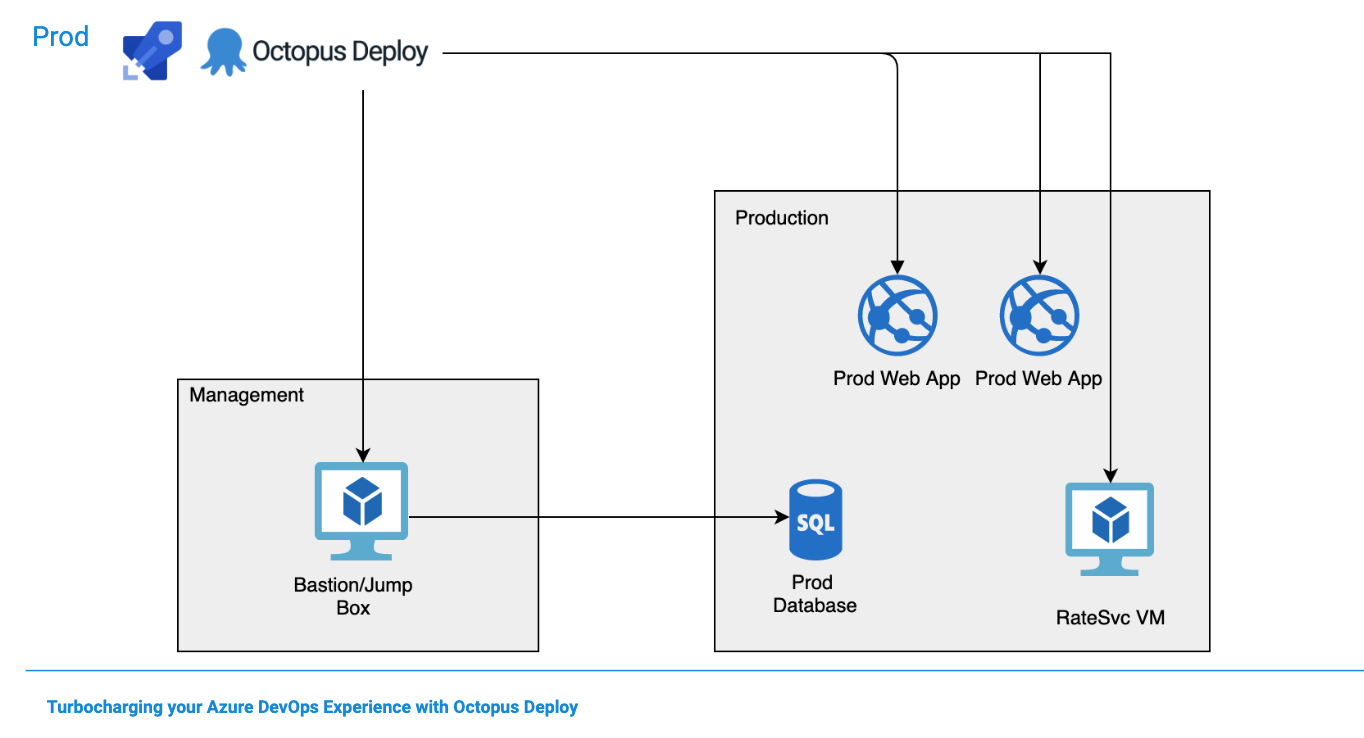 Prod
Octopus Deploy
Production
Prod Web App
Prod Web App
Management
SQL
Bastion/Jump
Box
Prod
Database
RateSvc VM
Turbocharging your Azure DevOps Experience with Octopus Deploy